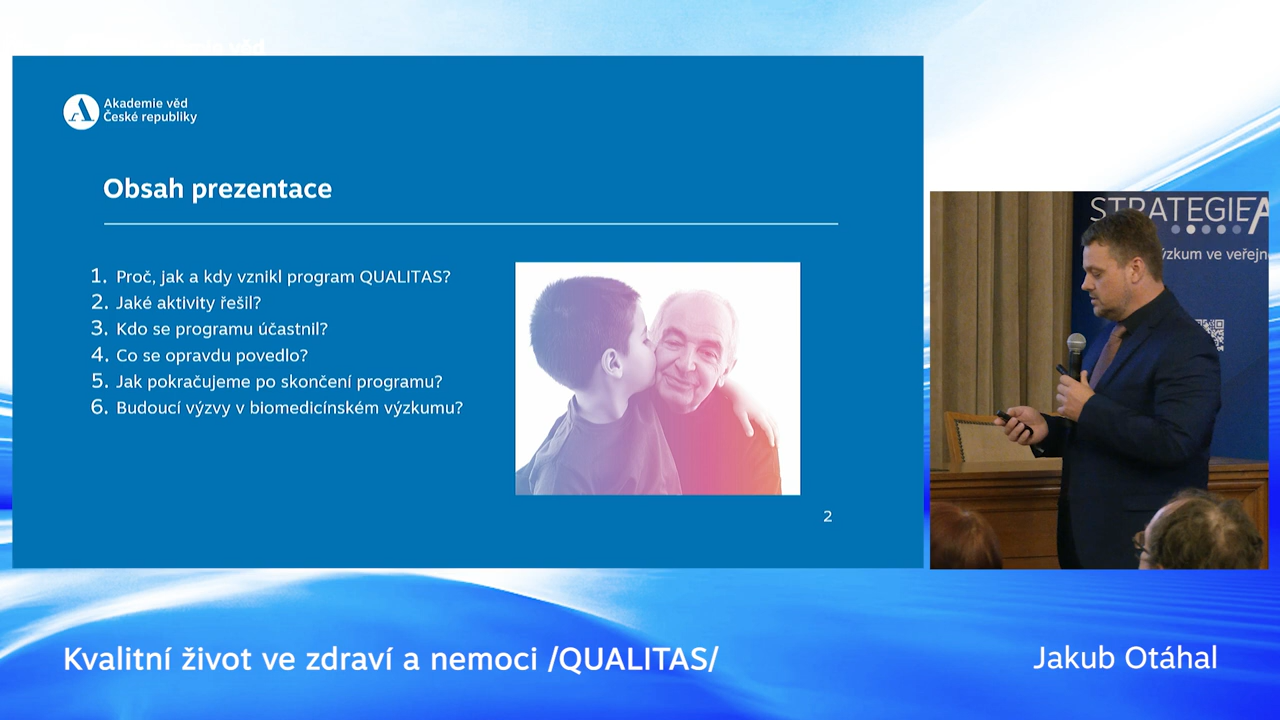 Akademie věd
České republiky
Obsah prezentace
1. Proč, jak a kdy vznikl program QUALITAS?
2. Jaké aktivity řešil?
3. Kdo se programu účastnil?
4. Co se opravdu povedlo?
5. Jak pokračujeme po skončení programu?
6. Budoucí výzvy v biomedicínském výzkumu?
2
STRATEGIE A
ýzkum ve veřejn
Kvalitní život ve zdraví a nemoci /QUALITAS/
Jakub Otáhal